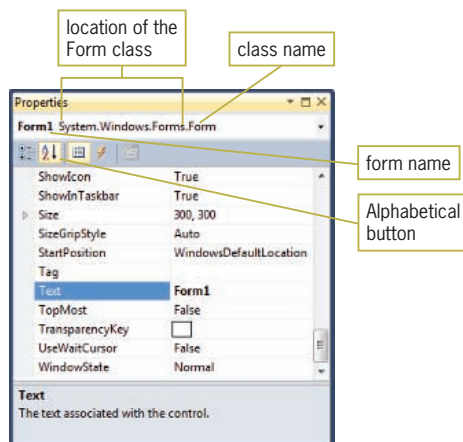 location of the
Form class
class name
Properties
Form1 System.Windows.Forms.Form
form name
Alphabetical
button
ShowIcon True
ShowInTaskbar True
Size 300, 300
SizeGripStyle Auto
StartPosition WindowsDefaultLocation
Tag
Text Form1
TopMost False
TransparencyKey
UseWaitCursor False
WindowState Normal
Text
The text associated with the control.